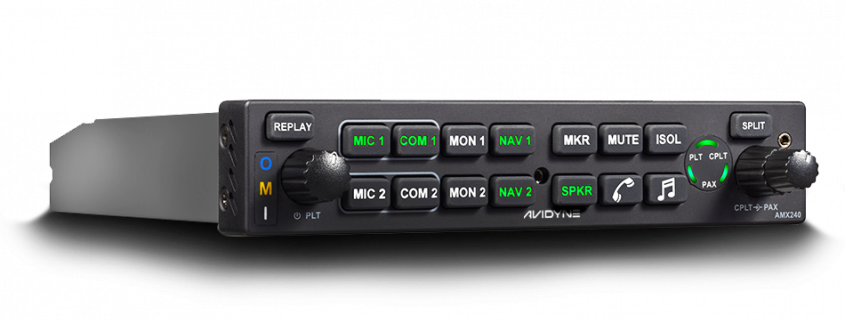 REPLAY
MIC 1 COM 1 MON 1 NAV 1 MKR MUTE ISOL SPLIT
O
M
I
PLT CPLT
PAX
MIC 2 COM 2 MON 2 NAV 2 SPKR
PLT
AVIDYNE
CPLT PAX
AMX240